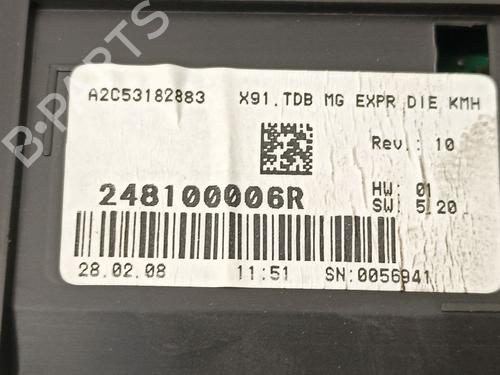 B-PARTS
A2C53182883 X91.TDB MG EXPR DIE KMH
Rev.: 10
248100006R
HW: 01
SW: 5.20
28.02.08 11:51 SN:0056941